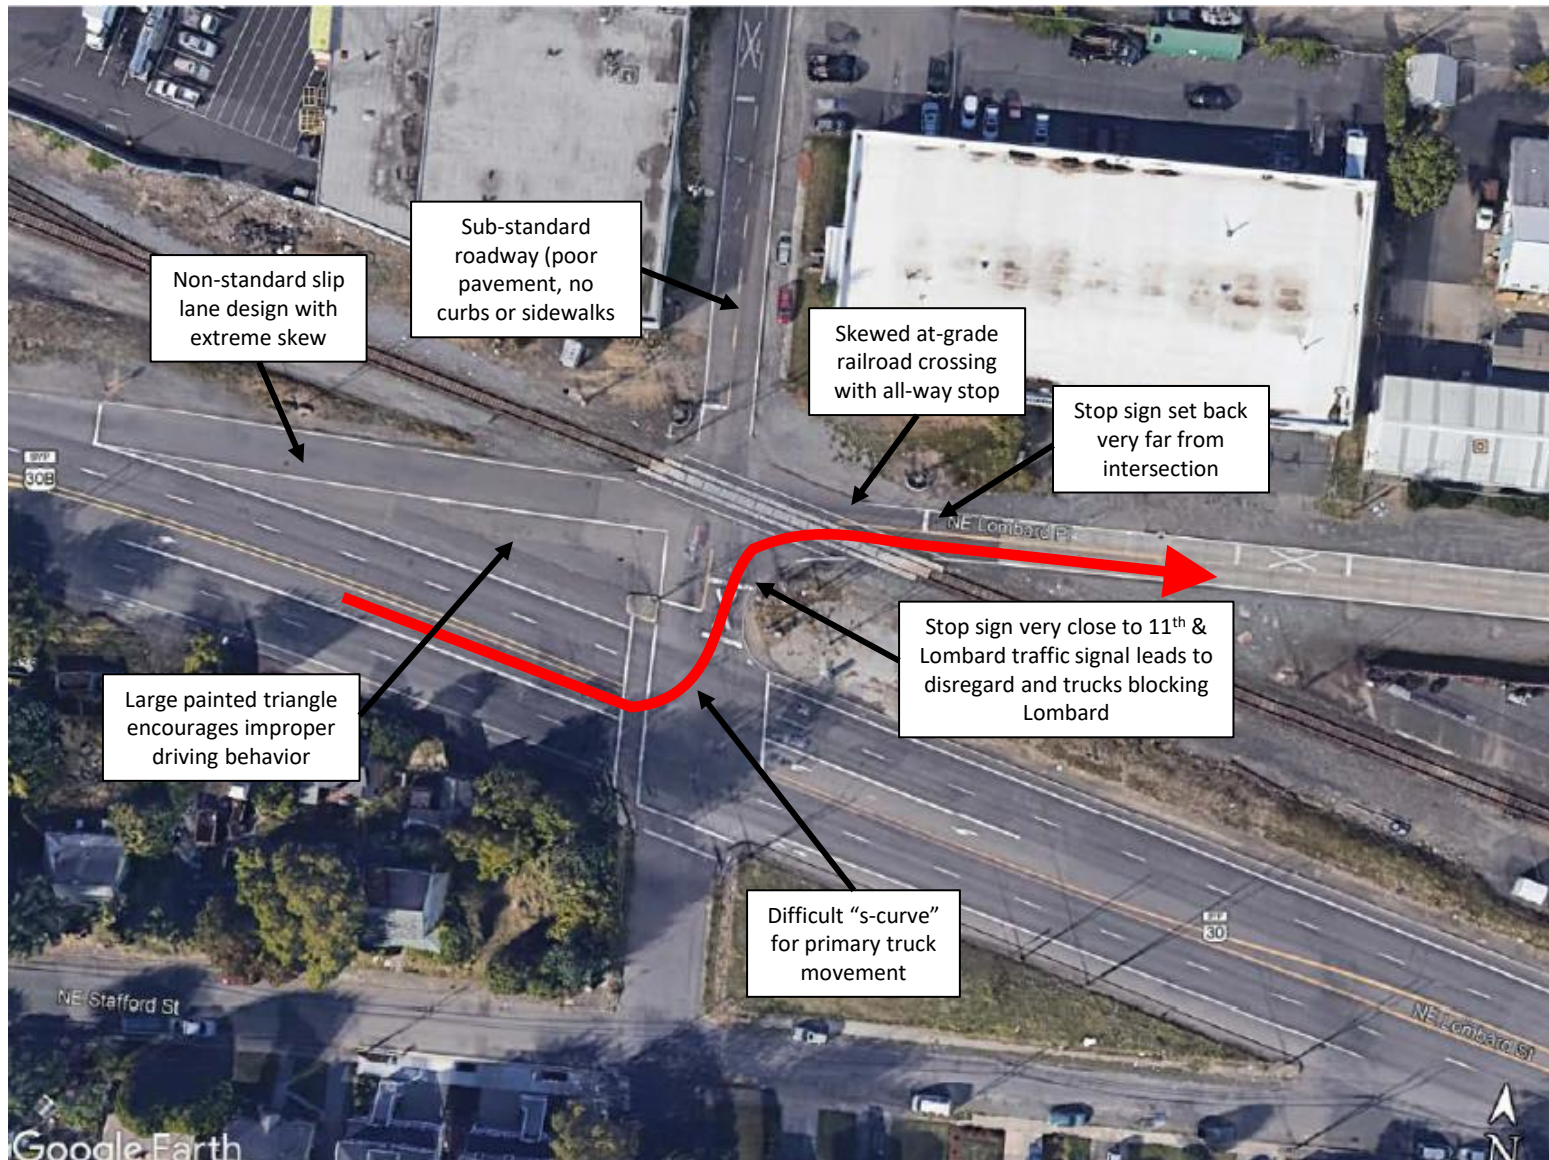 Sub-standard
roadway (poor
pavement, no
curbs or sidewalks
Non-standard slip
lane design with
extreme skew
Skewed at-grade
railroad crossing
with all-way stop
Stop sign set back
very far from
intersection
BYP
30B
NE Lombard Pl
Stop sign very close to 11th &
Lombard traffic signal leads to
disregard and trucks blocking
Lombard
Large painted triangle
encourages improper
driving behavior
Difficult “s-curve”
for primary truck
movement
BYP
30
NE Stafford St
NE Lombard St
Google Earth
N